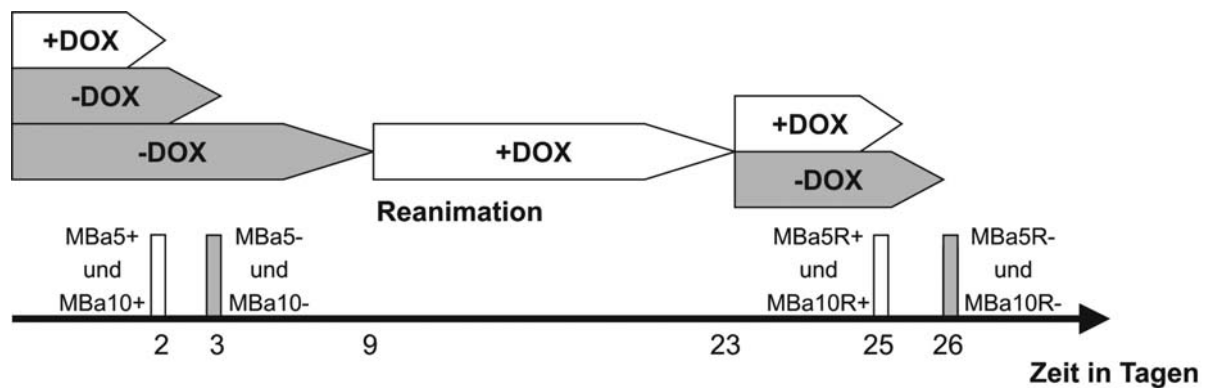 +DOX
-DOX
+DOX
-DOX
+DOX
-DOX
Reanimation
MBa5+
und
MBa10+
MBa5-
und
MBa10-
MBa5R+
und
MBa10R+
MBa5R-
und
MBa10R-
2 3 9 23 25 26
Zeit in Tagen